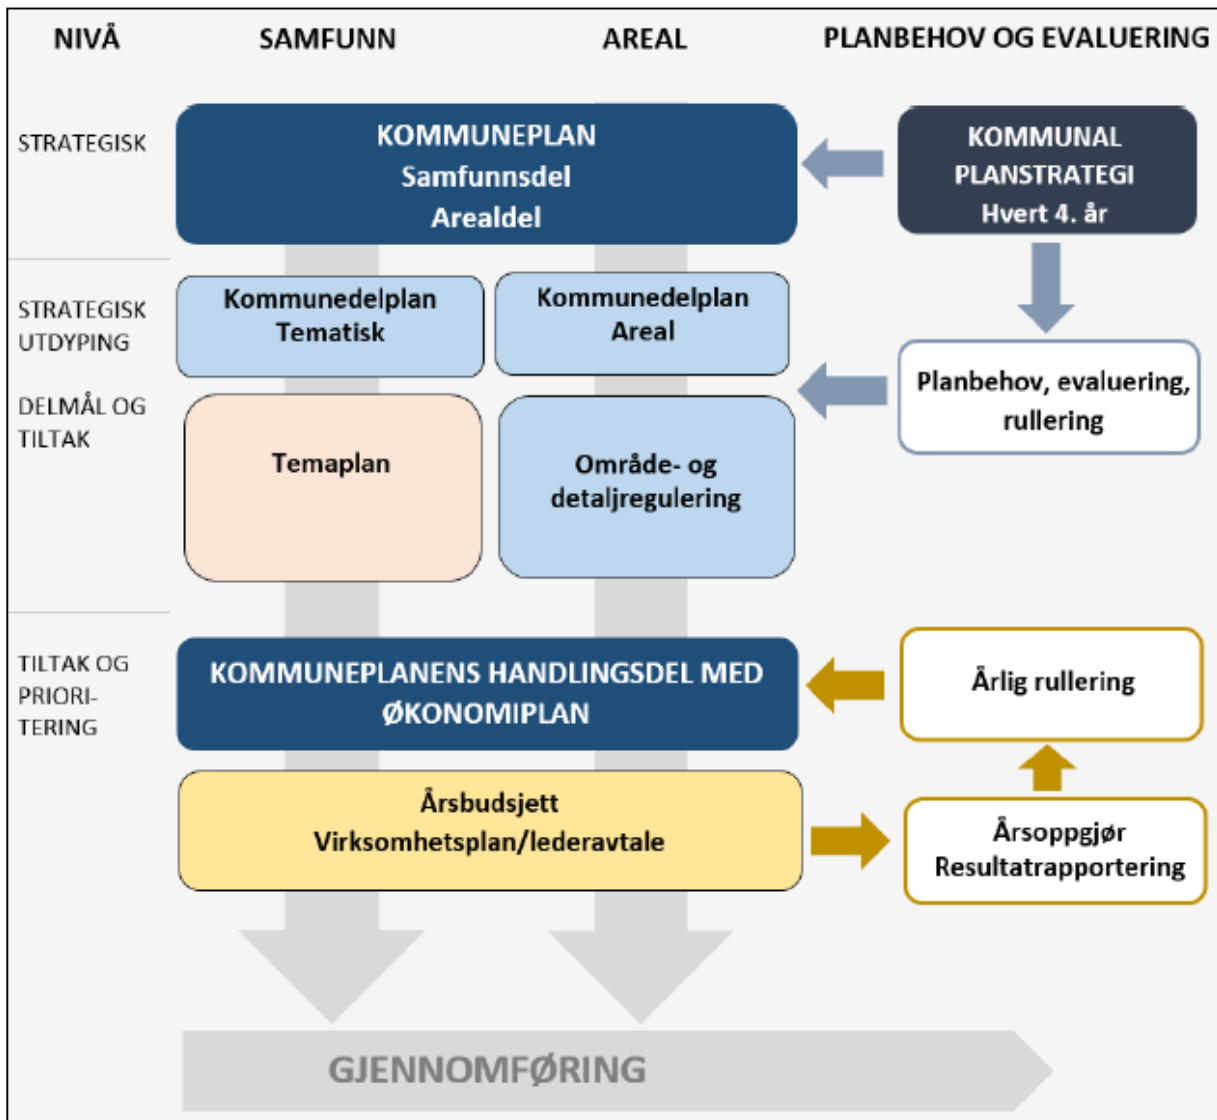 NIVÅ
SAMFUNN
AREAL
PLANBEHOV OG EVALUERING
STRATEGISK
KOMMUNEPLAN
Samfunnsdel
Arealdel
KOMMUNAL
PLANSTRATEGI
Hvert 4. år
STRATEGISK
UTDYPING
Kommunedelplan
Tematisk
Kommunedelplan
Areal
Planbehov, evaluering,
rullering
DELMÅL OG
TILTAK
Temaplan
Område- og
detaljregulering
TILTAK OG
PRIORI-
TERING
KOMMUNEPLANENS HANDLINGSDEL MED
ØKONOMIPLAN
Årlig rullering
Årsbudsjett
Virksomhetsplan/lederavtale
Årsoppgjør
Resultatrapportering
GJENNOMFØRING